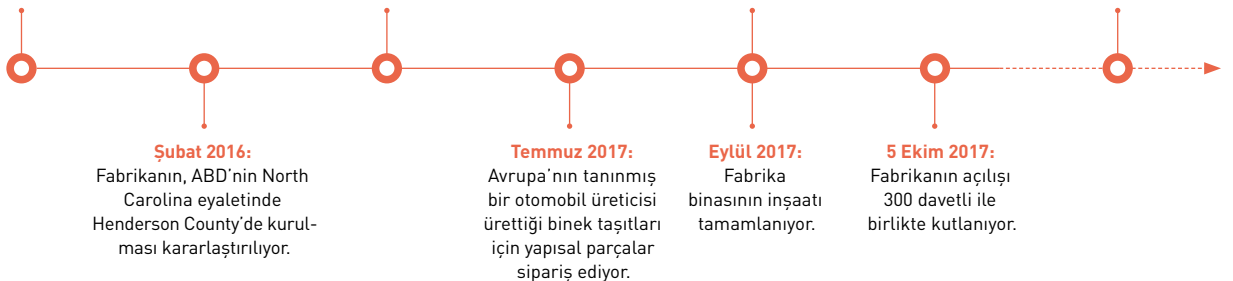 Şubat 2016:
Fabrikanın, ABD'nin North
Carolina eyaletinde
Henderson County'de kurul-
ması kararlaştırılıyor.
Temmuz 2017:
Avrupa'nın tanınmış
bir otomobil üreticisi
ürettiği binek taşıtları
için yapısal parçalar
sipariş ediyor.
Eylül 2017:
Fabrika
binasının inşaatı
tamamlanıyor.
5 Ekim 2017:
Fabrikanın açılışı
300 davetli ile
birlikte kutlanıyor.